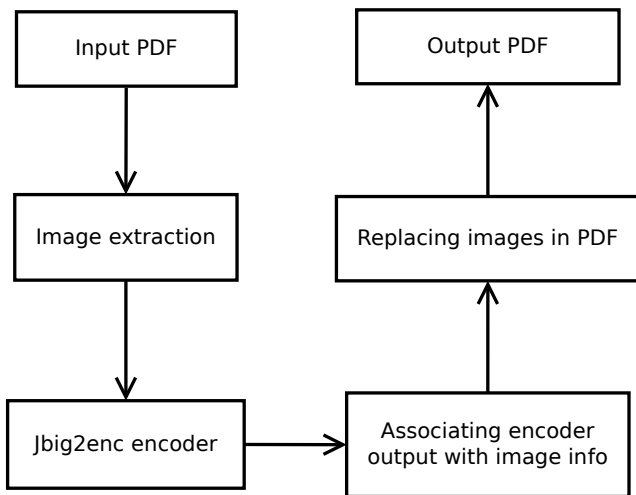 Input PDF
Image extraction
Jbig2enc encoder
Associating encoder
output with image info
Replacing images in PDF
Output PDF